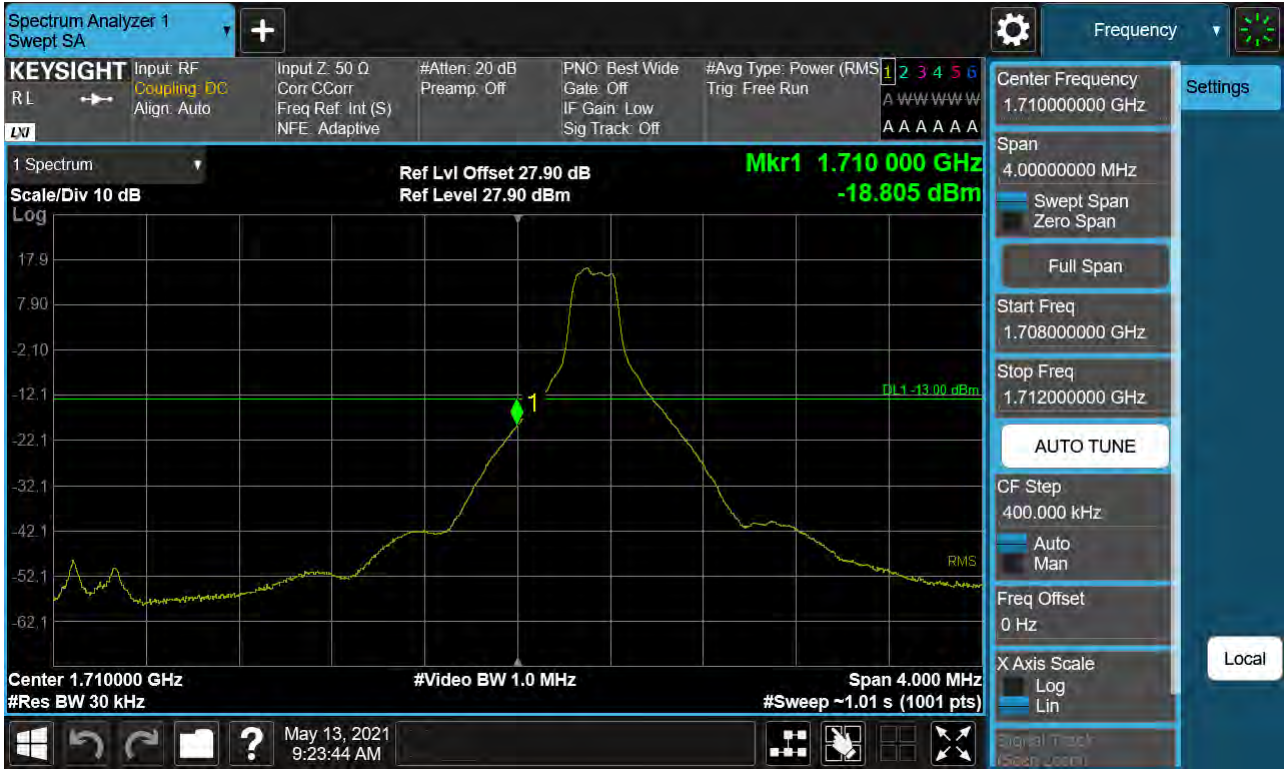 Spectrum Analyzer 1
Swept SA
+
Frequency
KEYSIGHT
RL
LXI
Input: RF
Coupling: DC
Align: Auto
Input Z: 50 Ω
Corr CCorr
Freq Ref: Int (S)
NFE: Adaptive
#Atten: 20 dB
Preamp: Off
PNO: Best Wide
Gate: Off
IF Gain: Low
Sig Track: Off
#Avg Type: Power (RMS
Trig: Free Run
1 2 3 4 5 6
A W W W W W
A A A A A A
1 Spectrum
Scale/Div 10 dB
Log
Ref Lvl Offset 27.90 dB
Ref Level 27.90 dBm
Mkr1 1.710 000 GHz
-18.805 dBm
17.9
7.90
-2.10
-12.1
-22.1
-32.1
-42.1
-52.1
-62.1
1
DL1 -13.00 dBm
RMS
Center 1.710000 GHz
#Res BW 30 kHz
#Video BW 1.0 MHz
Span 4.000 MHz
#Sweep ~1.01 s (1001 pts)
Center Frequency
1.710000000 GHz
Settings
Span
4.00000000 MHz
Swept Span
Zero Span
Full Span
Start Freq
1.708000000 GHz
Stop Freq
1.712000000 GHz
AUTO TUNE
CF Step
400.000 kHz
Auto
Man
Freq Offset
0 Hz
X Axis Scale
Log
Lin
Local
Signal Track
(Span Zoom)
?
May 13, 2021
9:23:44 AM